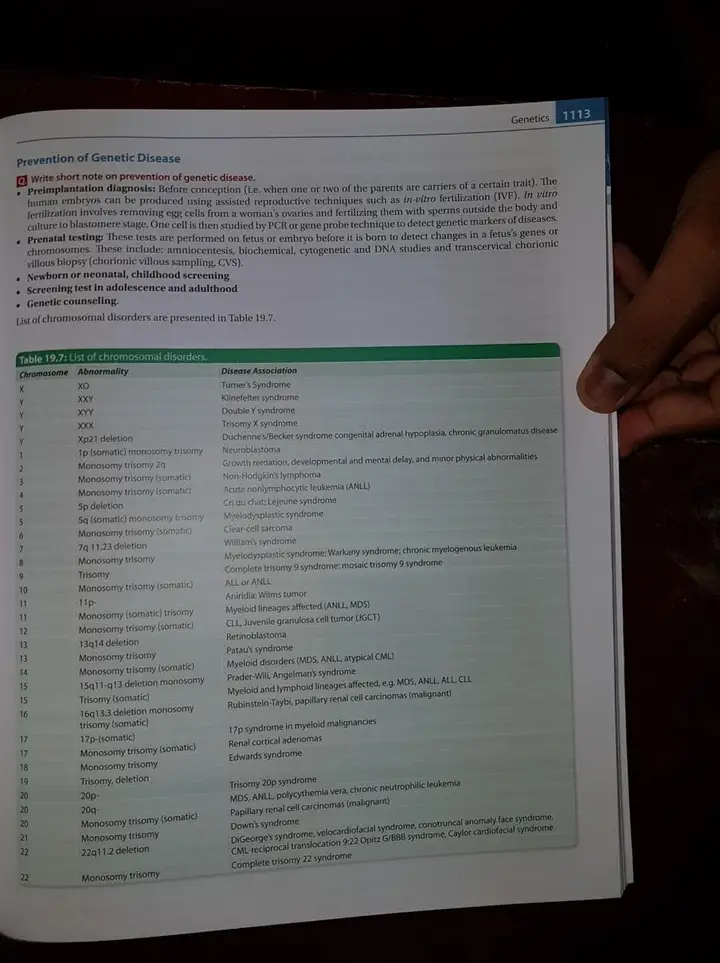 Genetics 1113
Prevention of Genetic Disease
Q. Write short note on prevention of genetic disease.
• Preimplantation diagnosis: Before conception (i.e. when one or two of the parents are carriers of a certain trait). The
human embryos can be produced using assisted reproductive techniques such as in-vitro fertilization (IVF). In vitro
fertilization involves removing egg cells from a woman's ovaries and fertilizing them with sperms outside the body and
culture to blastomere stage. One cell is then studied by PCR or gene probe technique to detect genetic markers of diseases.
• Prenatal testing: These tests are performed on fetus or embryo before it is born to detect changes in a fetus's genes or
chromosomes. These include: amniocentesis, biochemical, cytogenetic and DNA studies and transcervical chorionic
villous biopsy (chorionic villous sampling, CVS).
• Newborn or neonatal, childhood screening
• Screening test in adolescence and adulthood
• Genetic counseling.
List of chromosomal disorders are presented in Table 19.7.
Table 19.7: List of chromosomal disorders.
Chromosome Abnormality Disease Association
X XO Turner's Syndrome
Y XXY Klinefelter syndrome
Y XYY Double Y syndrome
Y XXX Trisomy X syndrome
Y Xp21 deletion Duchenne's/Becker syndrome congenital adrenal hypoplasia, chronic granulomatus disease
1 1p (somatic) monosomy trisomy Neuroblastoma
2 Monosomy trisomy 2q Growth rerdation, developmental and mental delay, and minor physical abnormalities
3 Monosomy trisomy (somatic) Non-Hodgkin's lymphoma
4 Monosomy trisomy (somatic) Acute nonlymphocytic leukemia (ANLL)
5 5p deletion Cri du chat; Lejeune syndrome
5 5q (somatic) monosomy trisomy Myelodysplastic syndrome
6 Monosomy trisomy (somatic) Clear-cell sarcoma
7 7q 11;23 deletion William's syndrome
8 Monosomy trisomy Myelodysplastic syndrome; Warkany syndrome; chronic myelogenous leukemia
9 Trisomy Complete trisomy 9 syndrome: mosaic trisomy 9 syndrome
10 Monosomy trisomy (somatic) ALL or ANLL
11 11p- Aniridia: Wilms tumor
11 Monosomy (somatic) trisomy Myeloid lineages affected (ANLL, MDS)
12 Monosomy trisomy (somatic) CLL, Juvenile granulosa cell tumor (JGCT)
13 13q14 deletion Retinoblastoma
13 Monosomy trisomy Patau's syndrome
14 Monosomy trisomy (somatic) Myeloid disorders (MDS, ANLL, atypical CML)
15 15q11-q13 deletion monosomy Prader-Wili, Angelman's syndrome
15 Trisomy (somatic) Myeloid and lymphoid lineages affected, e.g. MDS, ANLL, ALL, CLL
16 16q13.3 deletion monosomy Rubinstein-Taybi, papillary renal cell carcinomas (malignant)
trisomy (somatic)
17 17p-(somatic) 17p syndrome in myeloid malignancies
17 Monosomy trisomy (somatic) Renal cortical adenomas
18 Monosomy trisomy Edwards syndrome
19 Trisomy, deletion
20 20p- Trisomy 20p syndrome
20 20q- MDS, ANLL, polycythemia vera, chronic neutrophilic leukemia
20 Monosomy trisomy (somatic) Papillary renal cell carcinomas (malignant)
21 Monosomy trisomy Down's syndrome
22 22q11.2 deletion DiGeorge's syndrome, velocardiofacial syndrome, conotruncal anomaly face syndrome,
CML reciprocal translocation 9:22 Opitz G/BBB syndrome, Caylor cardiofacial syndrome
22 Monosomy trisomy Complete trisomy 22 syndrome